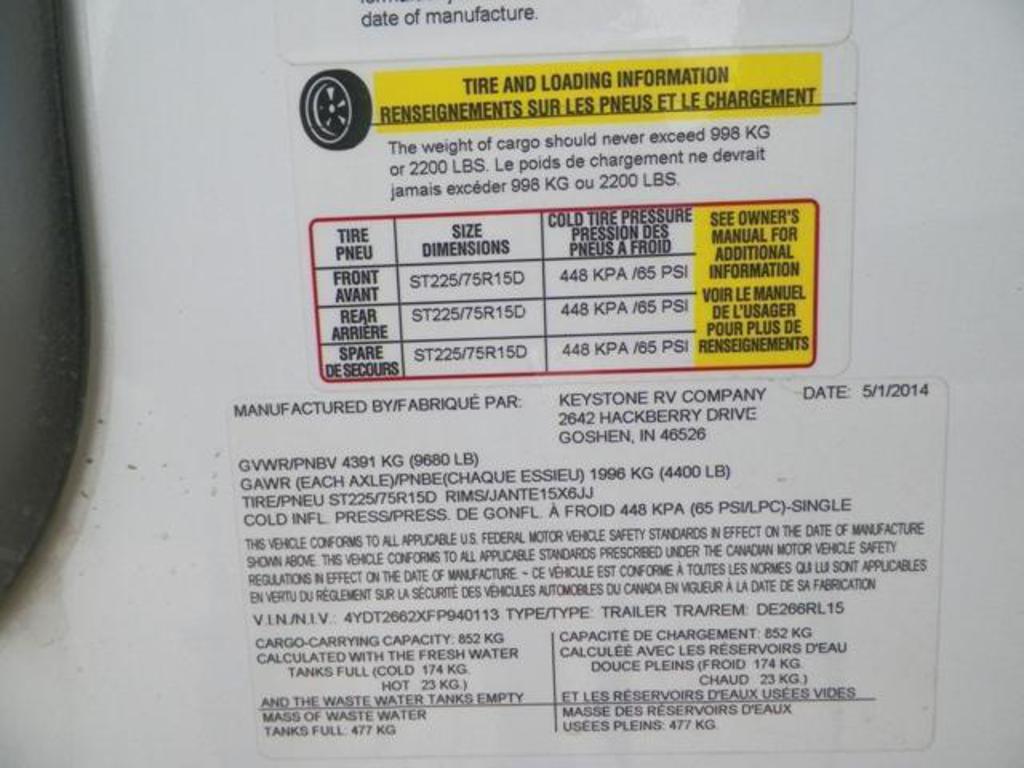 date of manufacture.
TIRE AND LOADING INFORMATION
RENSEIGNEMENTS SUR LES PNEUS ET LE CHARGEMENT
The weight of cargo should never exceed 998 KG
or 2200 LBS. Le poids de chargement ne devrait
jamais excéder 998 KG ou 2200 LBS.
TIRE PNEU SIZE DIMENSIONS COLD TIRE PRESSURE PRESSION DES PNEUS A FROID
FRONT AVANT ST225/75R15D 448 KPA /65 PSI
REAR ARRIÈRE ST225/75R15D 448 KPA /65 PSI
SPARE DE SECOURS ST225/75R15D 448 KPA /65 PSI
SEE OWNER'S
MANUAL FOR
ADDITIONAL
INFORMATION
VOIR LE MANUEL
DE L'USAGER
POUR PLUS DE
RENSEIGNEMENTS
MANUFACTURED BY/FABRIQUÉ PAR: KEYSTONE RV COMPANY DATE: 5/1/2014
2642 HACKBERRY DRIVE
GOSHEN, IN 46526
GVWR/PNBV 4391 KG (9680 LB)
GAWR (EACH AXLE)/PNBE(CHAQUE ESSIEU) 1996 KG (4400 LB)
TIRE/PNEU ST225/75R15D RIMS/JANTE15X6JJ
COLD INFL. PRESS/PRESS. DE GONFL. À FROID 448 KPA (65 PSI/LPC)-SINGLE
THIS VEHICLE CONFORMS TO ALL APPLICABLE U.S. FEDERAL MOTOR VEHICLE SAFETY STANDARDS IN EFFECT ON THE DATE OF MANUFACTURE
SHOWN ABOVE. THIS VEHICLE CONFORMS TO ALL APPLICABLE STANDARDS PRESCRIBED UNDER THE CANADIAN MOTOR VEHICLE SAFETY
REGULATIONS IN EFFECT ON THE DATE OF MANUFACTURE. - CE VÉHICULE EST CONFORME À TOUTES LES NORMES QUI LUI SONT APPLICABLES
EN VERTU DU RÈGLEMENT SUR LA SÉCURITÉ DES VÉHICULES AUTOMOBILES DU CANADA EN VIGUEUR À LA DATE DE SA FABRICATION
V.I.N./N.I.V.: 4YDT2662XFP940113 TYPE/TYPE: TRAILER TRA/REM: DE266RL15
CARGO-CARRYING CAPACITY: 852 KG
CALCULATED WITH THE FRESH WATER
TANKS FULL (COLD 174 KG.
HOT 23 KG.)
AND THE WASTE WATER TANKS EMPTY
MASS OF WASTE WATER
TANKS FULL: 477 KG
CAPACITÉ DE CHARGEMENT: 852 KG
CALCULÉE AVEC LES RÉSERVOIRS D'EAU
DOUCE PLEINS (FROID 174 KG.
CHAUD 23 KG.)
ET LES RÉSERVOIRS D'EAUX USÉES VIDES
MASSE DES RÉSERVOIRS D'EAUX
USÉES PLEINS: 477 KG.